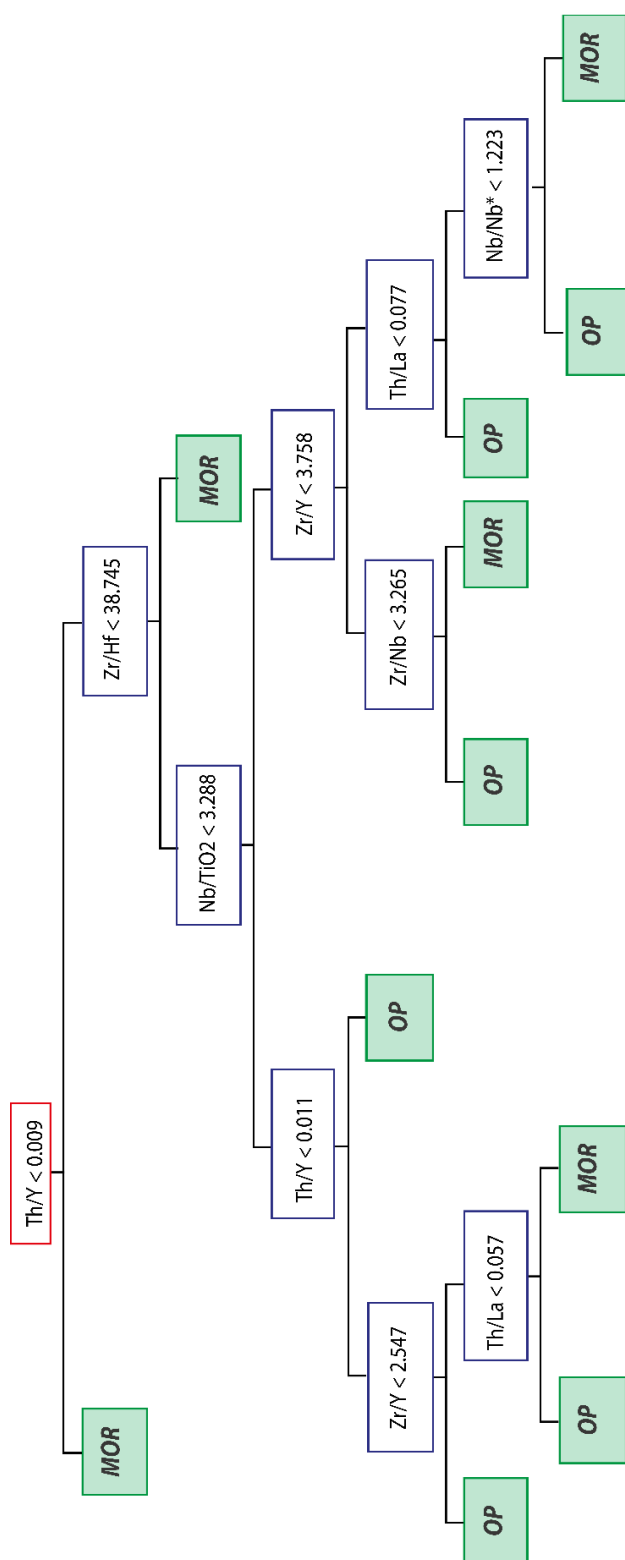 Th/Y < 0.009
MOR
Zr/Hf < 38.745
Nb/TiO2 < 3.288
MOR
Th/Y < 0.011
Zr/Y < 3.758
Zr/Y < 2.547
OP
Zr/Nb < 3.265
Th/La < 0.077
OP
Th/La < 0.057
OP
MOR
OP
Nb/Nb* < 1.223
OP
MOR
OP
MOR